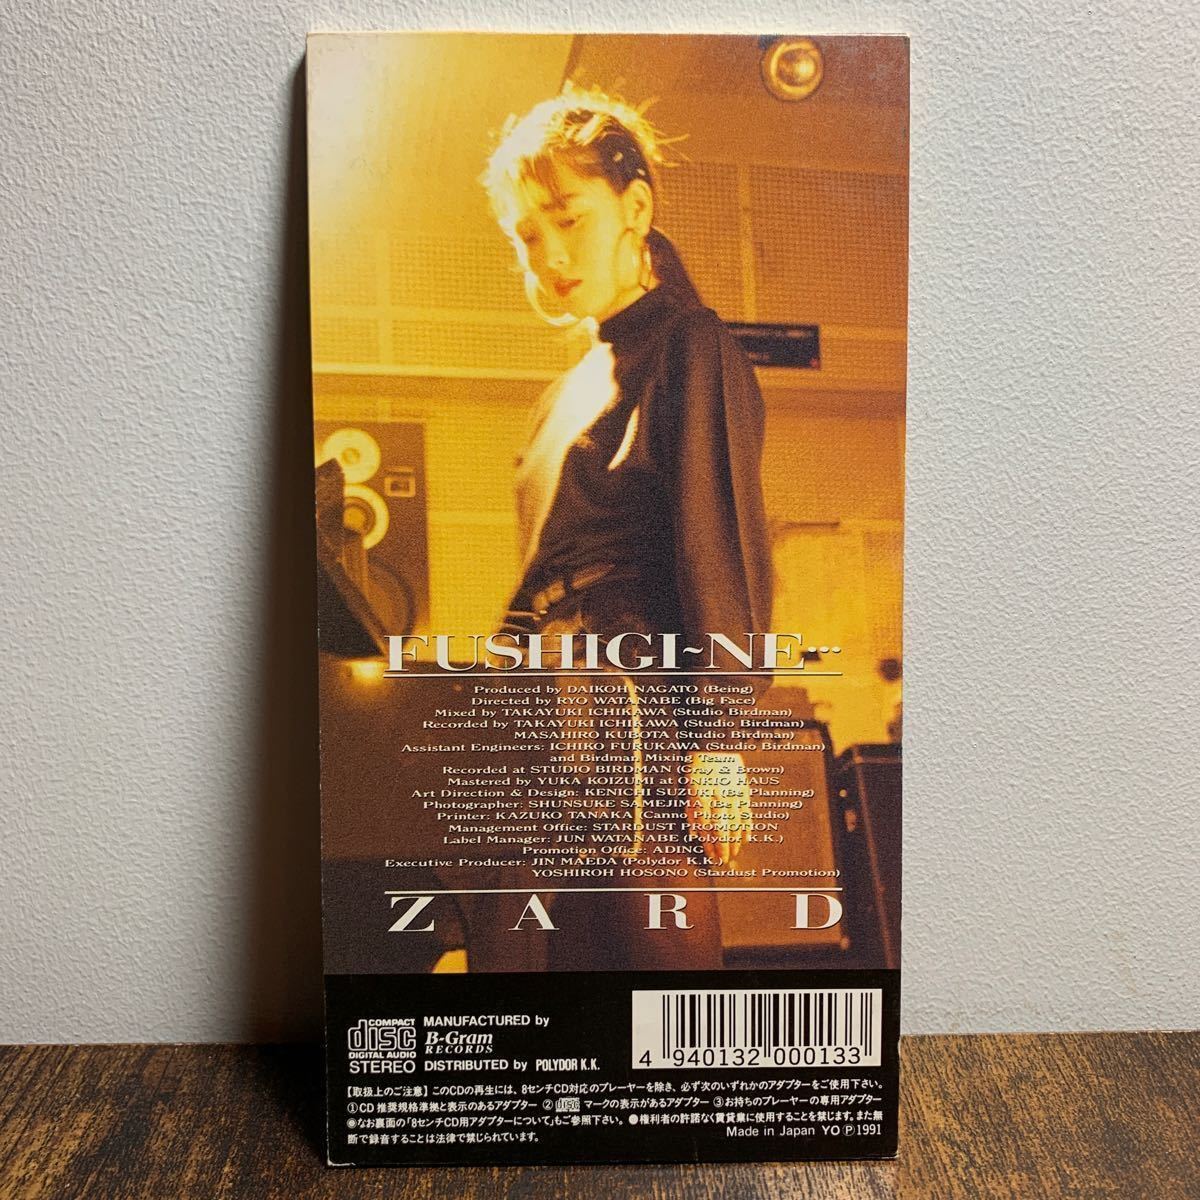 FUSHIGI~NE…
Produced by DAIKOH NAGATO (Being)
Directed by RYO WATANABE (Big Face)
Mixed by TAKAYUKI ICHIKAWA (Studio Birdman)
Recorded by TAKAYUKI ICHIKAWA (Studio Birdman)
MASAHIRO KUBOTA (Studio Birdman)
Assistant Engineers: ICHIKO FURUKAWA (Studio Birdman)
and Birdman Mixing Team
Recorded at STUDIO BIRDMAN (Gray & Brown)
Mastered by YUKA KOIZUMI at ONKIO HAUS
Art Direction & Design: KENICHI SUZUKI (Be Planning)
Photographer: SHUNSUKE SAMEJIMA (Be Planning)
Printer: KAZUKO TANAKA (Canno Photo Studio)
Management Office: STARDUST PROMOTION
Label Manager: JUN WATANABE (Polydor K.K.)
Promotion Office: ADING
Executive Producer: JIN MAEDA (Polydor K.K.)
YOSHIROH HOSONO (Stardust Promotion)
ZARD
COMPACT
disc
DIGITAL AUDIO
STEREO
MANUFACTURED by
B-Gram
RECORDS
DISTRIBUTED by POLYDOR K.K.
4 940132 000133
【取扱上のご注意】このCDの再生には、8センチCD対応のプレーヤーを除き、必ず次のいずれかのアダプターをご使用下さい。
①CD 推奨規格準拠と表示のあるアダプター ②disc マークの表示があるアダプター ③お持ちのプレーヤーの専用アダプター
◉なお裏面の「8センチCD用アダプターについて」もご参照下さい。●権利者の許諾なく賃貸業に使用することを禁じます。また無
断で録音することは法律で禁じられています。
Made in Japan YOⓅ1991